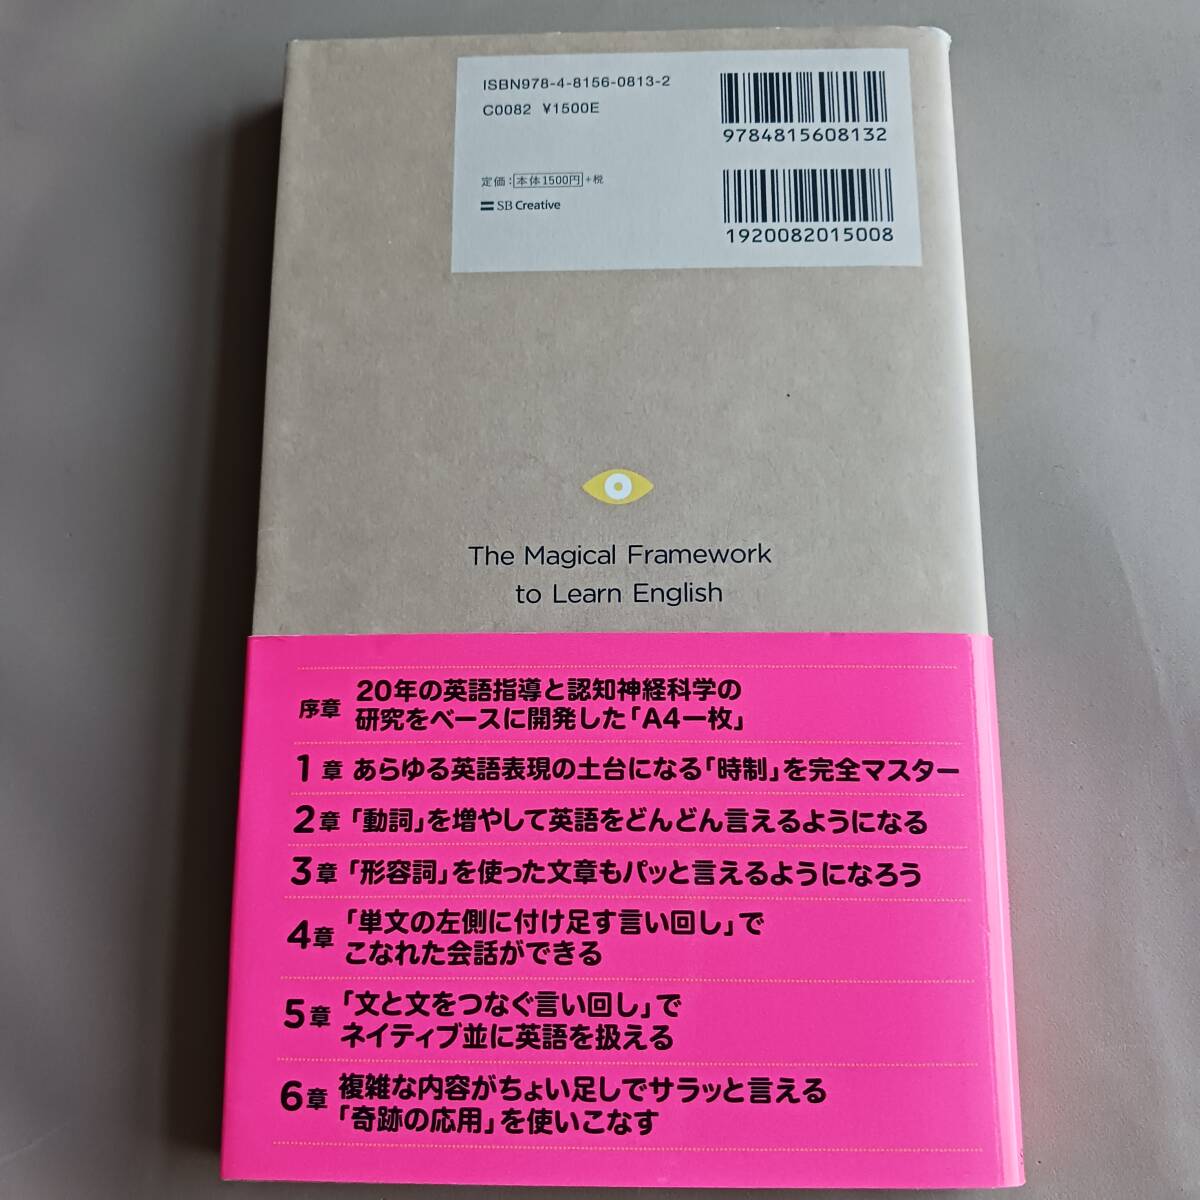 ISBN978-4-8156-0813-2
C0082 ¥1500E
9784815608132
定価：本体1500円+税
SB Creative
1920082015008
The Magical Framework
to Learn English
序章 20年の英語指導と認知神経科学の
研究をベースに開発した「A4一枚」
1章 あらゆる英語表現の土台になる「時制」を完全マスター
2章 「動詞」を増やして英語をどんどん言えるようになる
3章 「形容詞」を使った文章もパッと言えるようになろう
4章 「単文の左側に付け足す言い回し」で
こなれた会話ができる
5章 「文と文をつなぐ言い回し」で
ネイティブ並に英語を扱える
6章 複雑な内容がちょい足しでサラッと言える
「奇跡の応用」を使いこなす